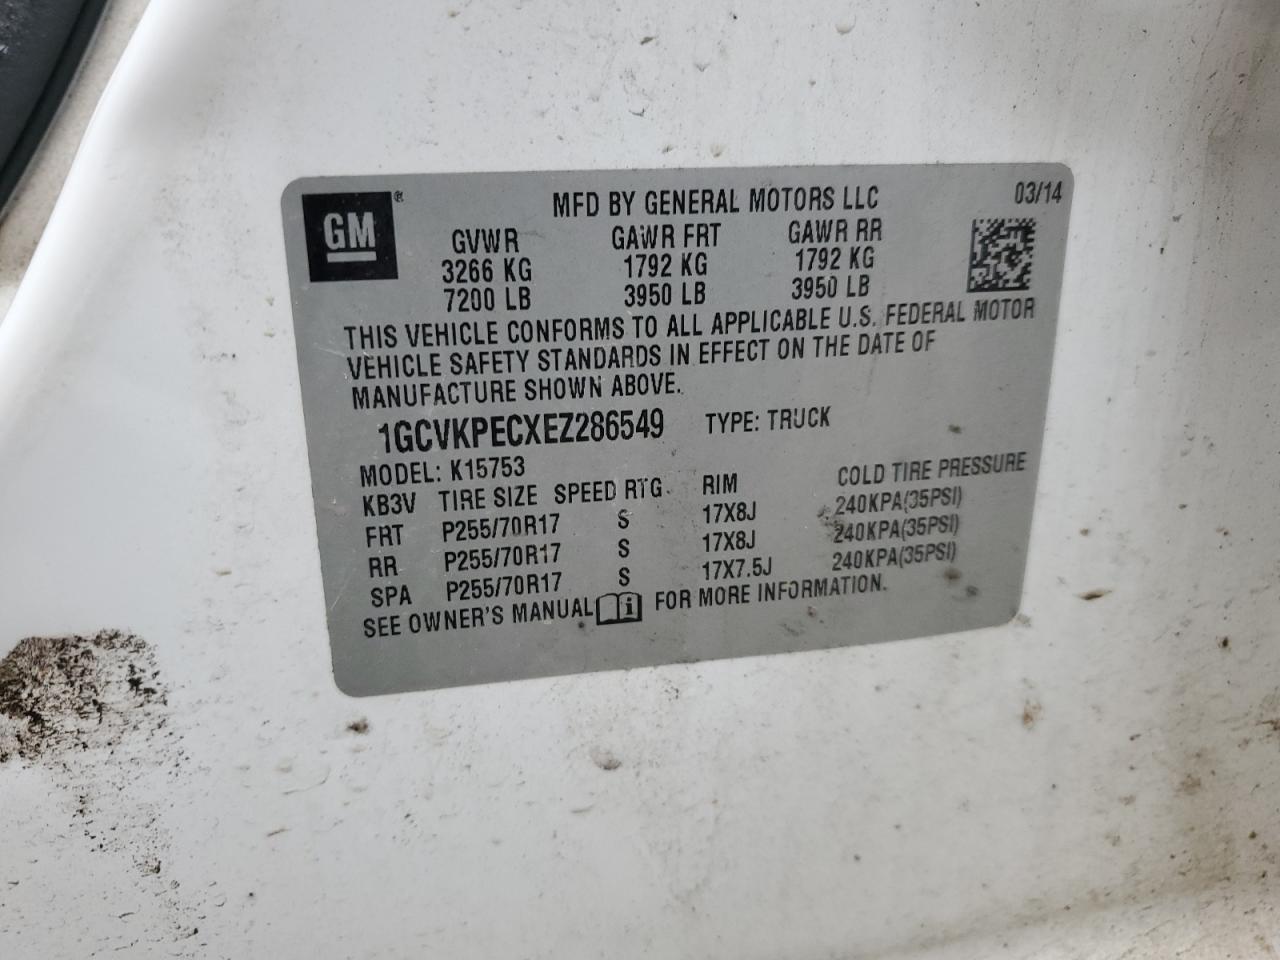 GM®
MFD BY GENERAL MOTORS LLC 03/14
GVWR GAWR FRT GAWR RR
3266 KG 1792 KG 1792 KG
7200 LB 3950 LB 3950 LB
THIS VEHICLE CONFORMS TO ALL APPLICABLE U.S. FEDERAL MOTOR
VEHICLE SAFETY STANDARDS IN EFFECT ON THE DATE OF
MANUFACTURE SHOWN ABOVE.
1GCVKPECXEZ286549 TYPE: TRUCK
MODEL: K15753
KB3V TIRE SIZE SPEED RTG RIM COLD TIRE PRESSURE
FRT P255/70R17 S 17X8J 240KPA(35PSI)
RR P255/70R17 S 17X8J 240KPA(35PSI)
SPA P255/70R17 S 17X7.5J 240KPA(35PSI)
SEE OWNER'S MANUAL FOR MORE INFORMATION.